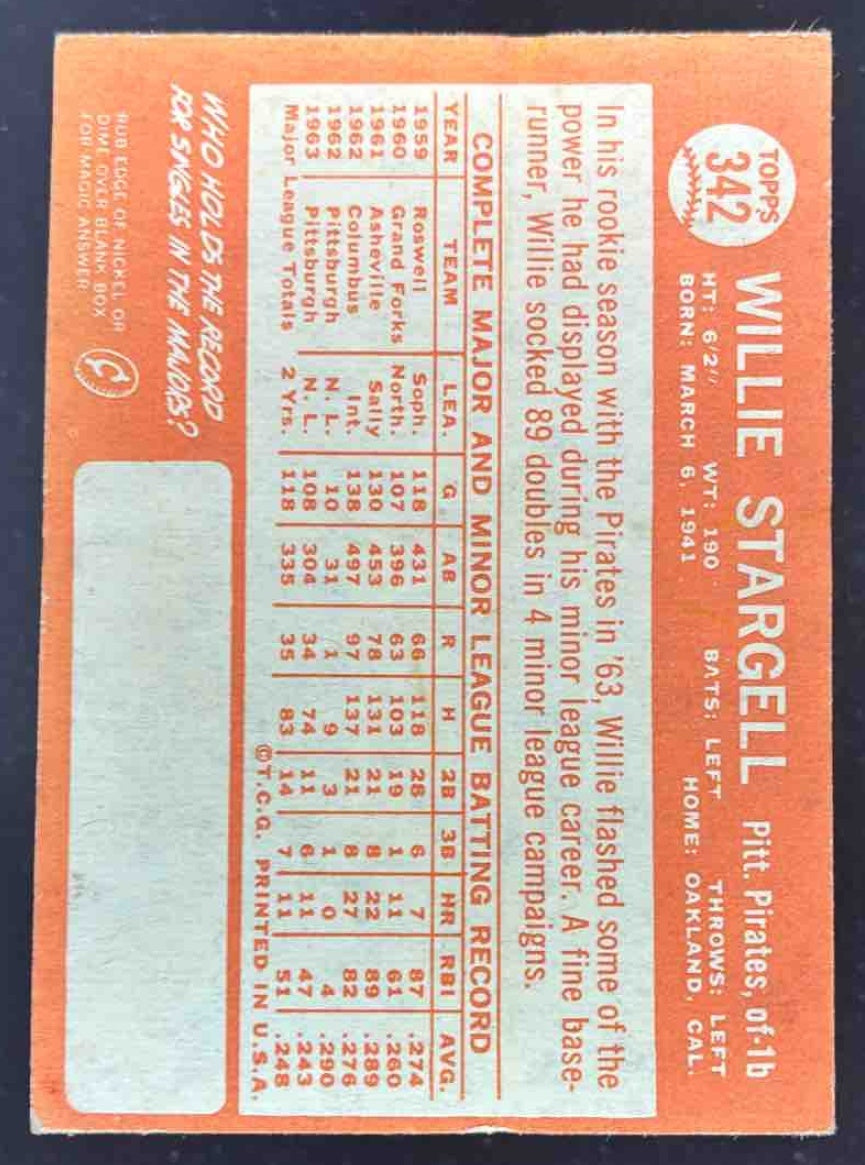 TOPPS
342
WILLIE STARGELL Pitt. Pirates, of-1b
HT: 6'2" WT: 190 BATS: LEFT THROWS: LEFT
BORN: MARCH 6, 1941 HOME: OAKLAND, CAL.
In his rookie season with the Pirates in '63, Willie flashed some of the
power he had displayed during his minor league career. A fine base-
runner, Willie socked 89 doubles in 4 minor league campaigns.
COMPLETE MAJOR AND MINOR LEAGUE BATTING RECORD
YEAR TEAM LEA. G AB R H 2B 3B HR RBI AVG.
1959 Roswell Soph. 118 431 66 118 28 6 7 87 .274
1960 Grand Forks North. 107 396 63 103 19 1 11 61 .260
1961 Asheville Sally 130 453 78 131 21 8 22 89 .289
1962 Columbus Int. 138 497 97 137 21 8 27 82 .276
1962 Pittsburgh N. L. 10 31 1 9 3 1 0 4 .290
1963 Pittsburgh N. L. 108 304 34 74 11 6 11 47 .243
Major League Totals 2 Yrs. 118 335 35 83 14 7 11 51 .248
©T.C.G. PRINTED IN U.S.A.
WHO HOLDS THE RECORD
FOR SINGLES IN THE MAJORS?
RUB EDGE OF NICKEL OR
DIME OVER BLANK BOX
FOR MAGIC ANSWER